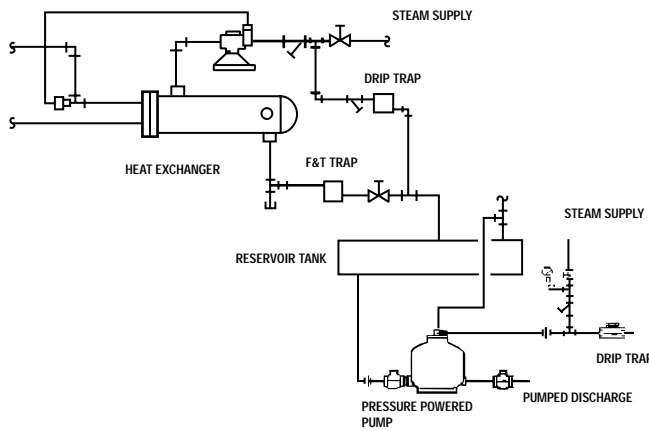 STEAM SUPPLY
DRIP TRAP
HEAT EXCHANGER
F&T TRAP
STEAM SUPPLY
RESERVOIR TANK
DRIP TRAP
PUMPED DISCHARGE
PRESSURE POWERED
PUMP